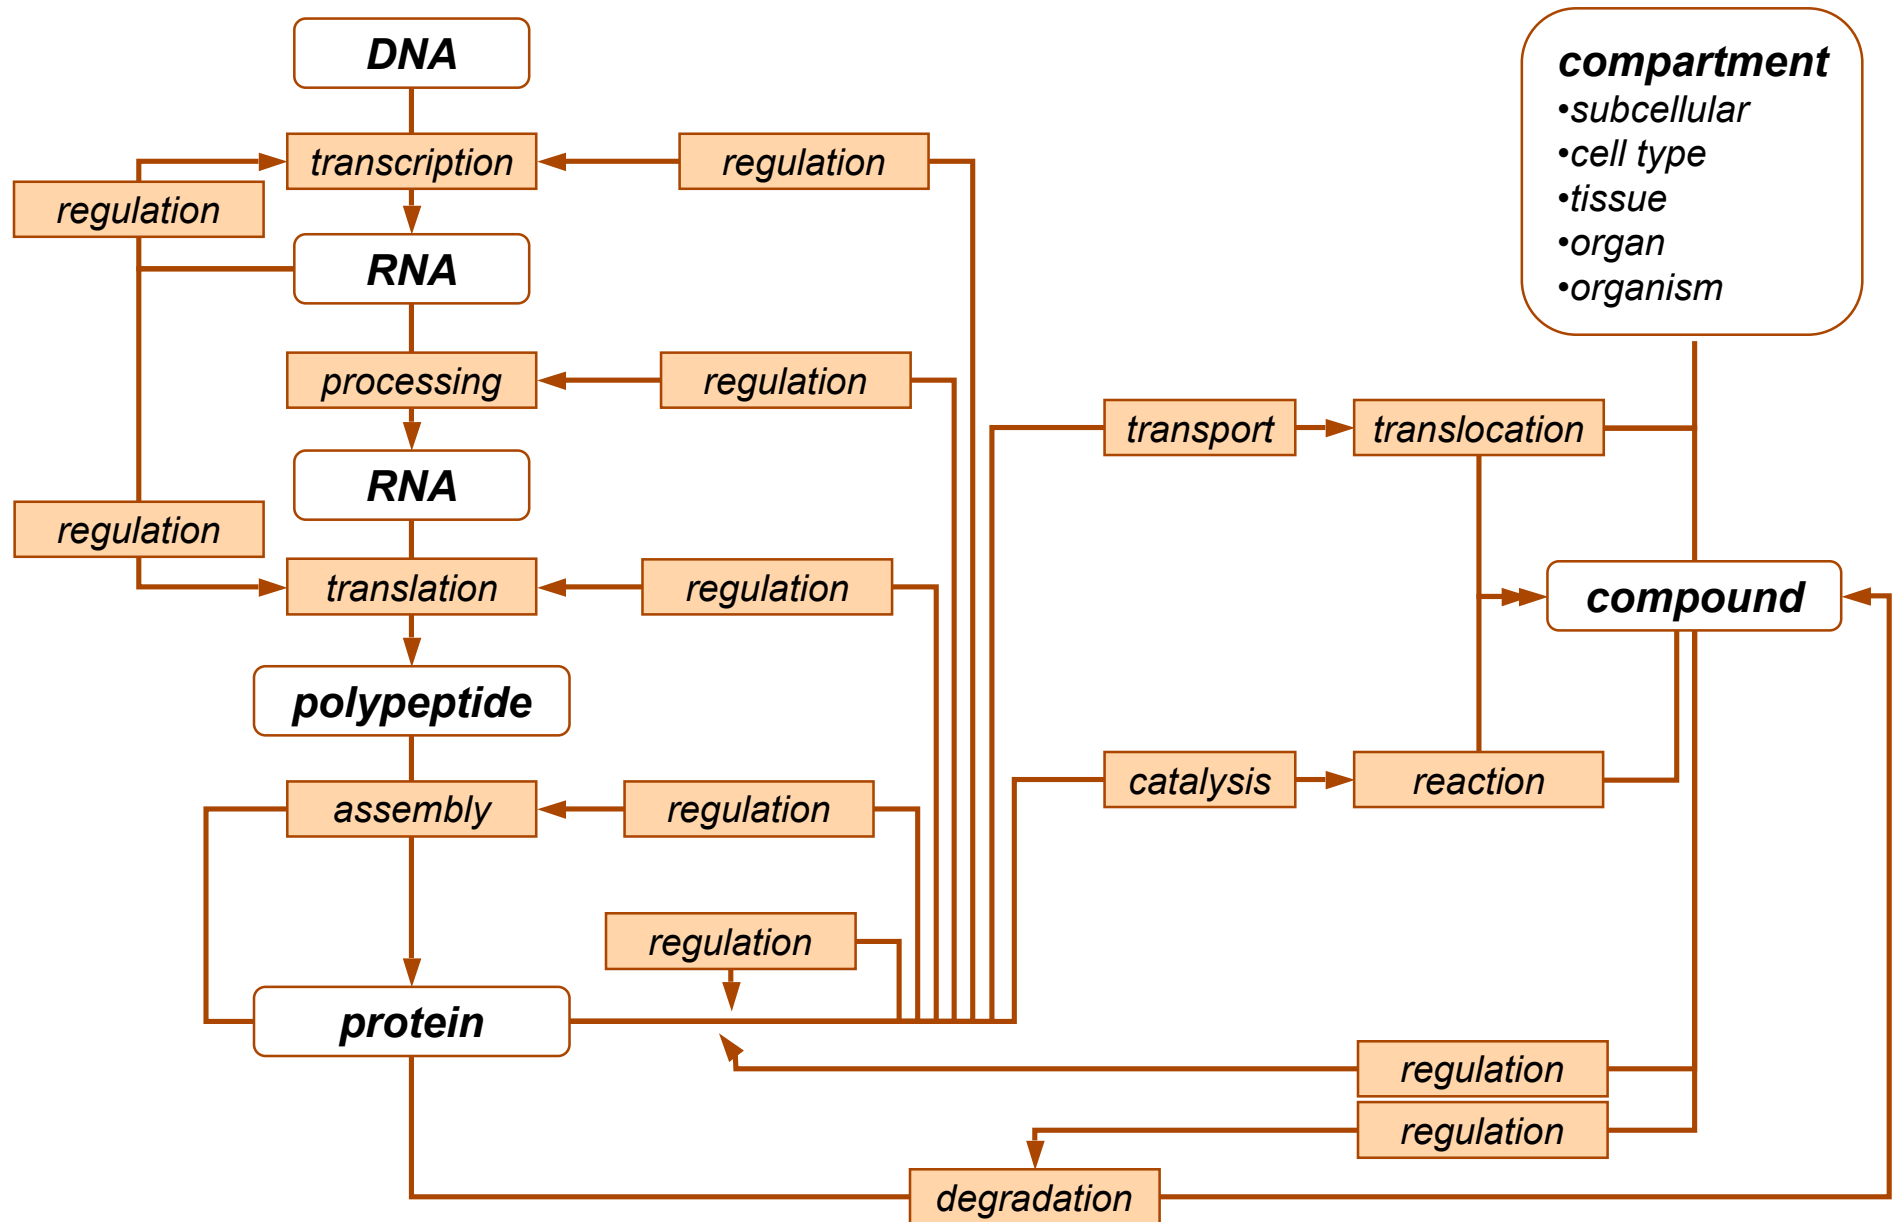 DNA
compartment
•subcellular
•cell type
•tissue
•organ
•organism
transcription
regulation
regulation
RNA
processing
regulation
transport
translocation
RNA
regulation
translation
regulation
compound
polypeptide
catalysis
reaction
assembly
regulation
regulation
protein
regulation
regulation
degradation